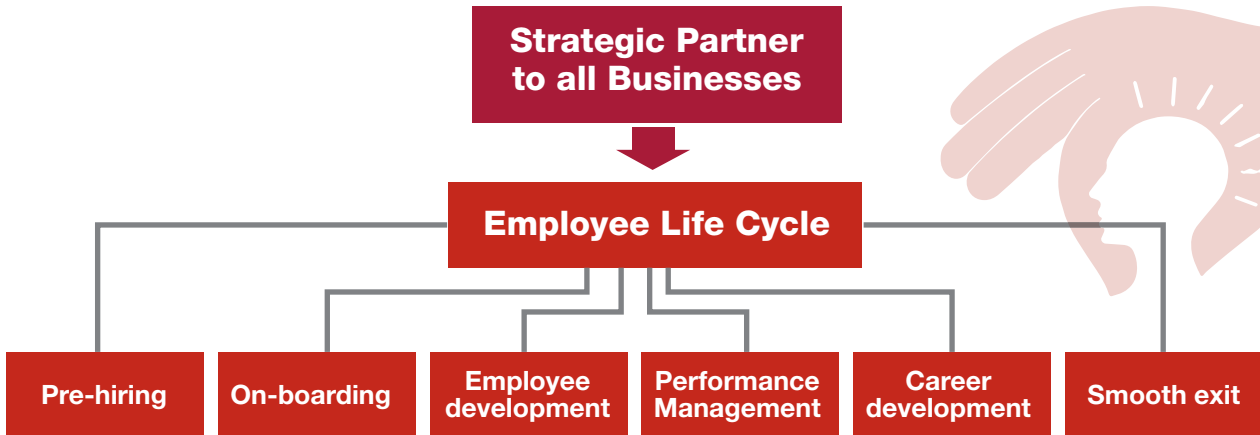 Strategic Partner
to all Businesses
Employee Life Cycle
Pre-hiring
On-boarding
Employee
development
Performance
Management
Career
development
Smooth exit